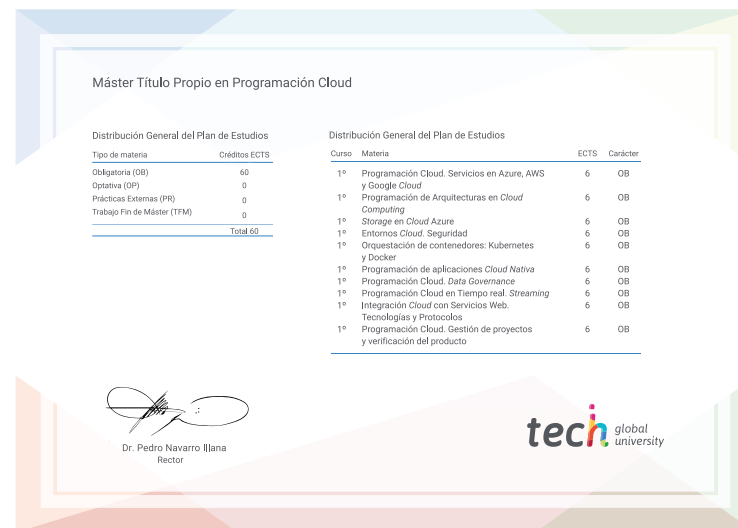 Máster Título Propio en Programación Cloud
Distribución General del Plan de Estudios
Tipo de materia Créditos ECTS
Obligatoria (OB) 60
Optativa (OP) 0
Prácticas Externas (PR) 0
Trabajo Fin de Máster (TFM) 0
Total 60
Distribución General del Plan de Estudios
Curso Materia ECTS Carácter
1º Programación Cloud. Servicios en Azure, AWS 6 OB
y Google Cloud
1º Programación de Arquitecturas en Cloud 6 OB
Computing
1º Storage en Cloud Azure 6 OB
1º Entornos Cloud. Seguridad 6 OB
1º Orquestación de contenedores: Kubernetes 6 OB
y Docker
1º Programación de aplicaciones Cloud Nativa 6 OB
1º Programación Cloud. Data Governance 6 OB
1º Programación Cloud en Tiempo real. Streaming 6 OB
1º Integración Cloud con Servicios Web. 6 OB
Tecnologías y Protocolos
1º Programación Cloud. Gestión de proyectos 6 OB
y verificación del producto
Dr. Pedro Navarro Illana
Rector
tech global
university